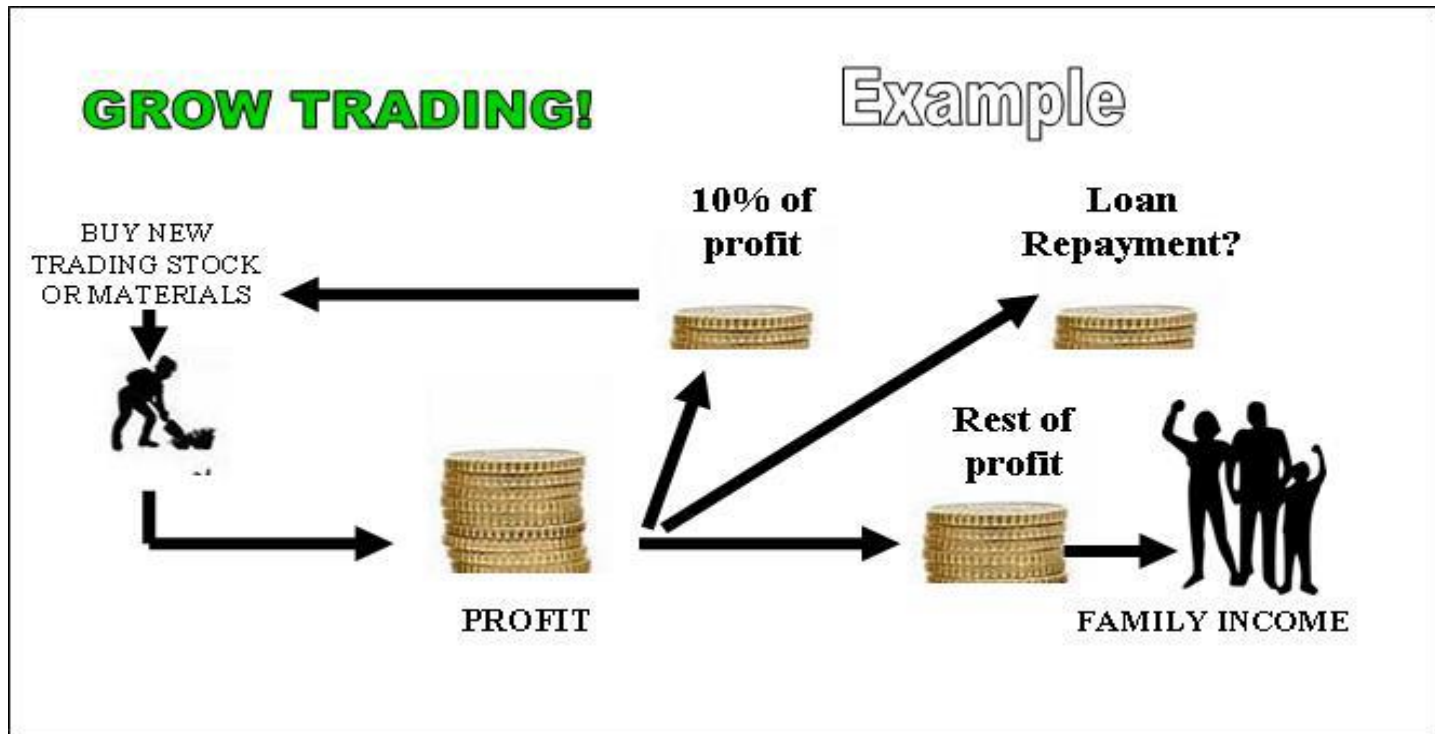 GROW TRADING!
Example
10% of
profit
Loan
Repayment?
BUY NEW
TRADING STOCK
OR MATERIALS
Rest of
profit
PROFIT
FAMILY INCOME